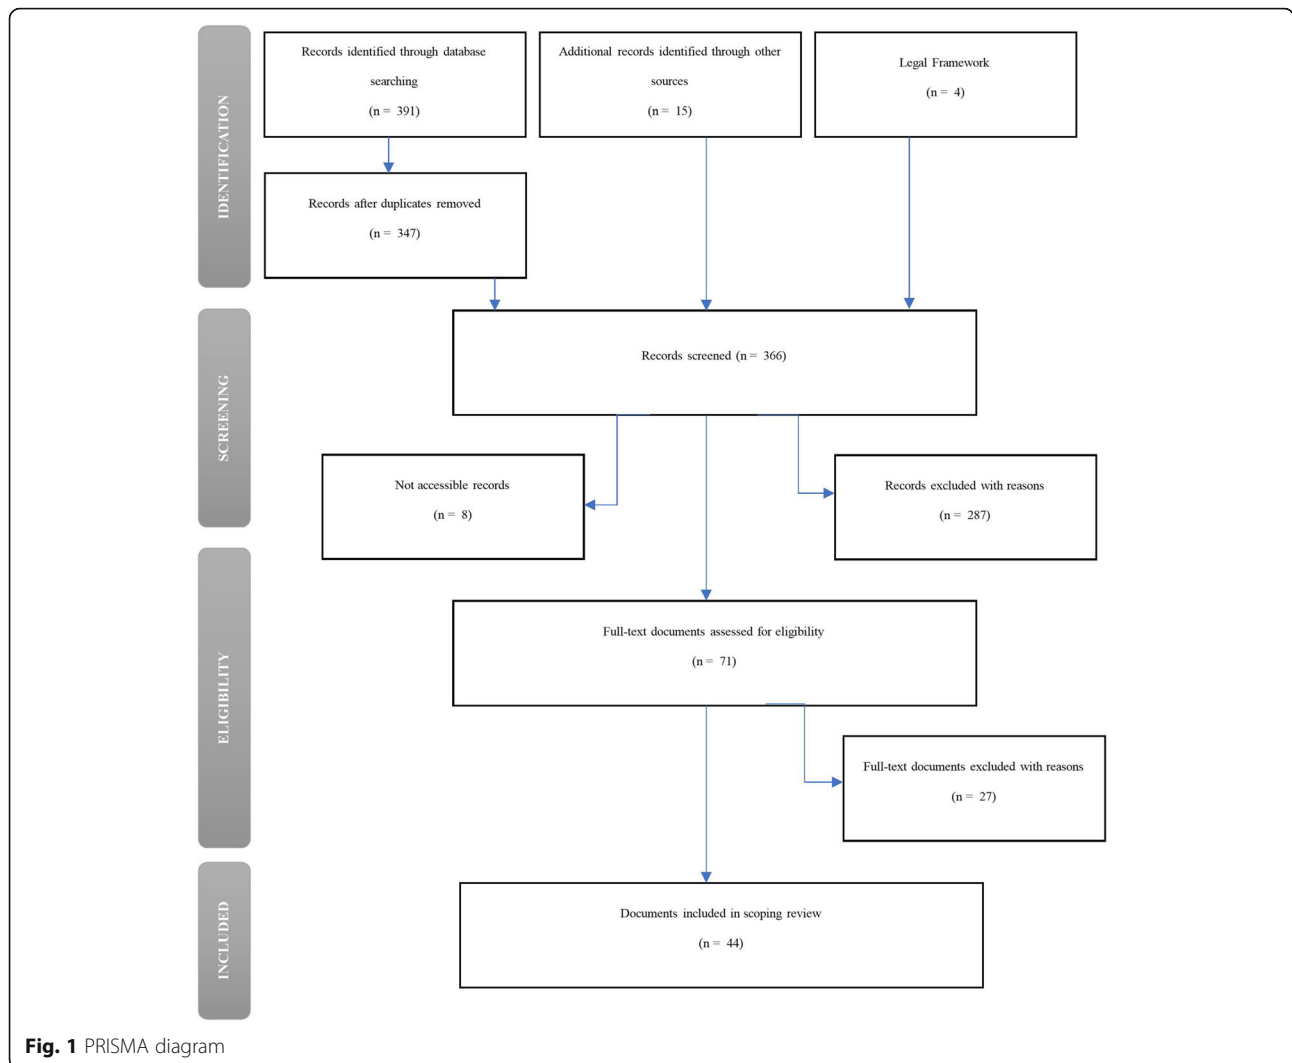 IDENTIFICATION
Records identified through database
searching
(n = 391)
Additional records identified through other
sources
(n = 15)
Legal Framework
(n = 4)
Records after duplicates removed
(n = 347)
SCREENING
Records screened (n = 366)
Not accessible records
(n = 8)
Records excluded with reasons
(n = 287)
ELIGIBILITY
Full-text documents assessed for eligibility
(n = 71)
Full-text documents excluded with reasons
(n = 27)
INCLUDED
Documents included in scoping review
(n = 44)
Fig. 1 PRISMA diagram